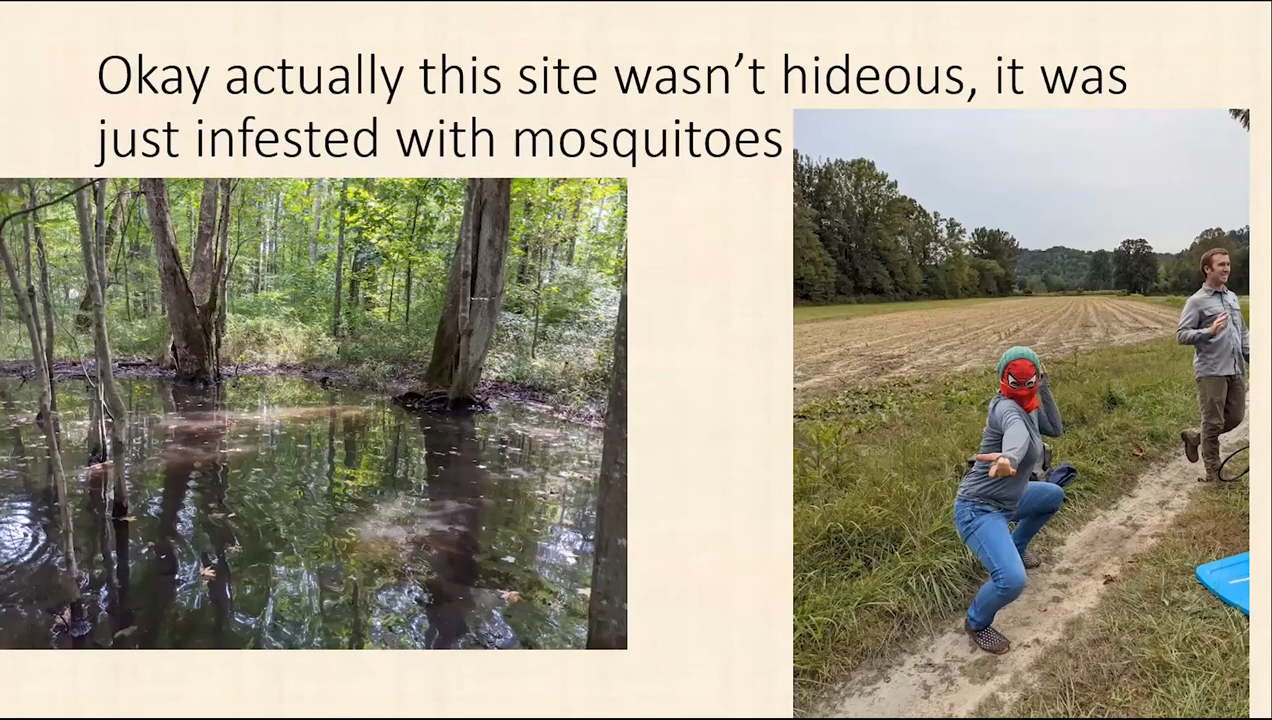 Okay actually this site wasn’t hideous, it was
just infested with mosquitoes